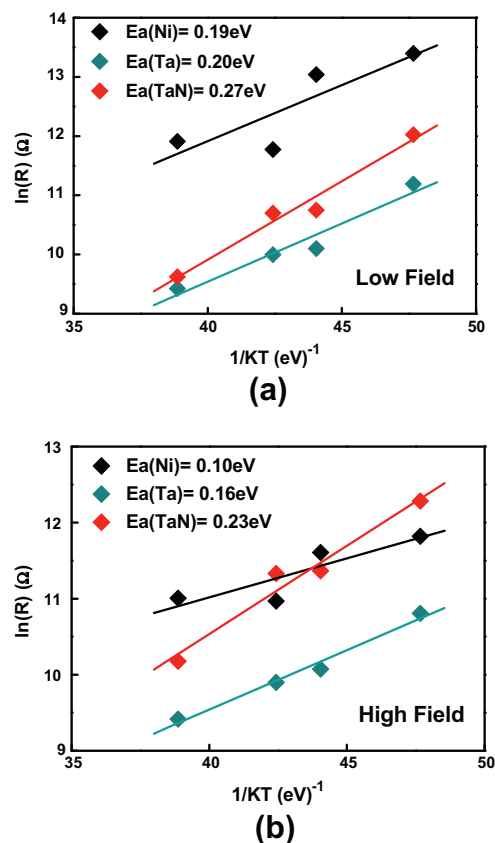 14
13
12
11
10
9
ln(R) (Ω)
Ea(Ni)= 0.19eV
Ea(Ta)= 0.20eV
Ea(TaN)= 0.27eV
Low Field
35 40 45 50
1/KT (eV)⁻¹
(a)
13
12
11
10
9
ln(R) (Ω)
Ea(Ni)= 0.10eV
Ea(Ta)= 0.16eV
Ea(TaN)= 0.23eV
High Field
35 40 45 50
1/KT (eV)⁻¹
(b)